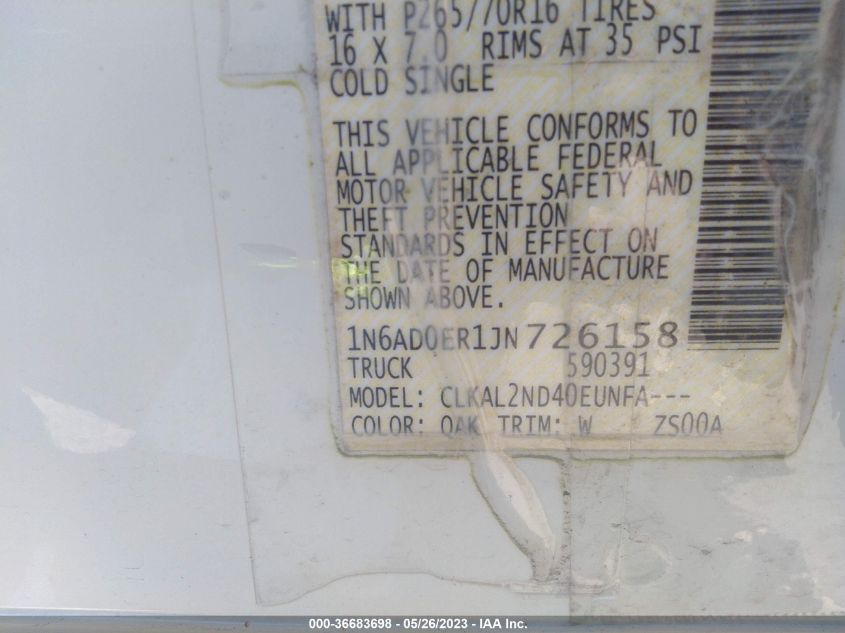 WITH P265/70R16 TIRES
16 X 7.0 RIMS AT 35 PSI
COLD SINGLE
THIS VEHICLE CONFORMS TO
ALL APPLICABLE FEDERAL
MOTOR VEHICLE SAFETY AND
THEFT PREVENTION
STANDARDS IN EFFECT ON
THE DATE OF MANUFACTURE
SHOWN ABOVE.
1N6AD0ER1JN726158
TRUCK 590391
MODEL: CLKAL2ND40EUNFA---
COLOR: QAK TRIM: W ZS00A
000-36683698 - 05/26/2023 - IAA Inc.